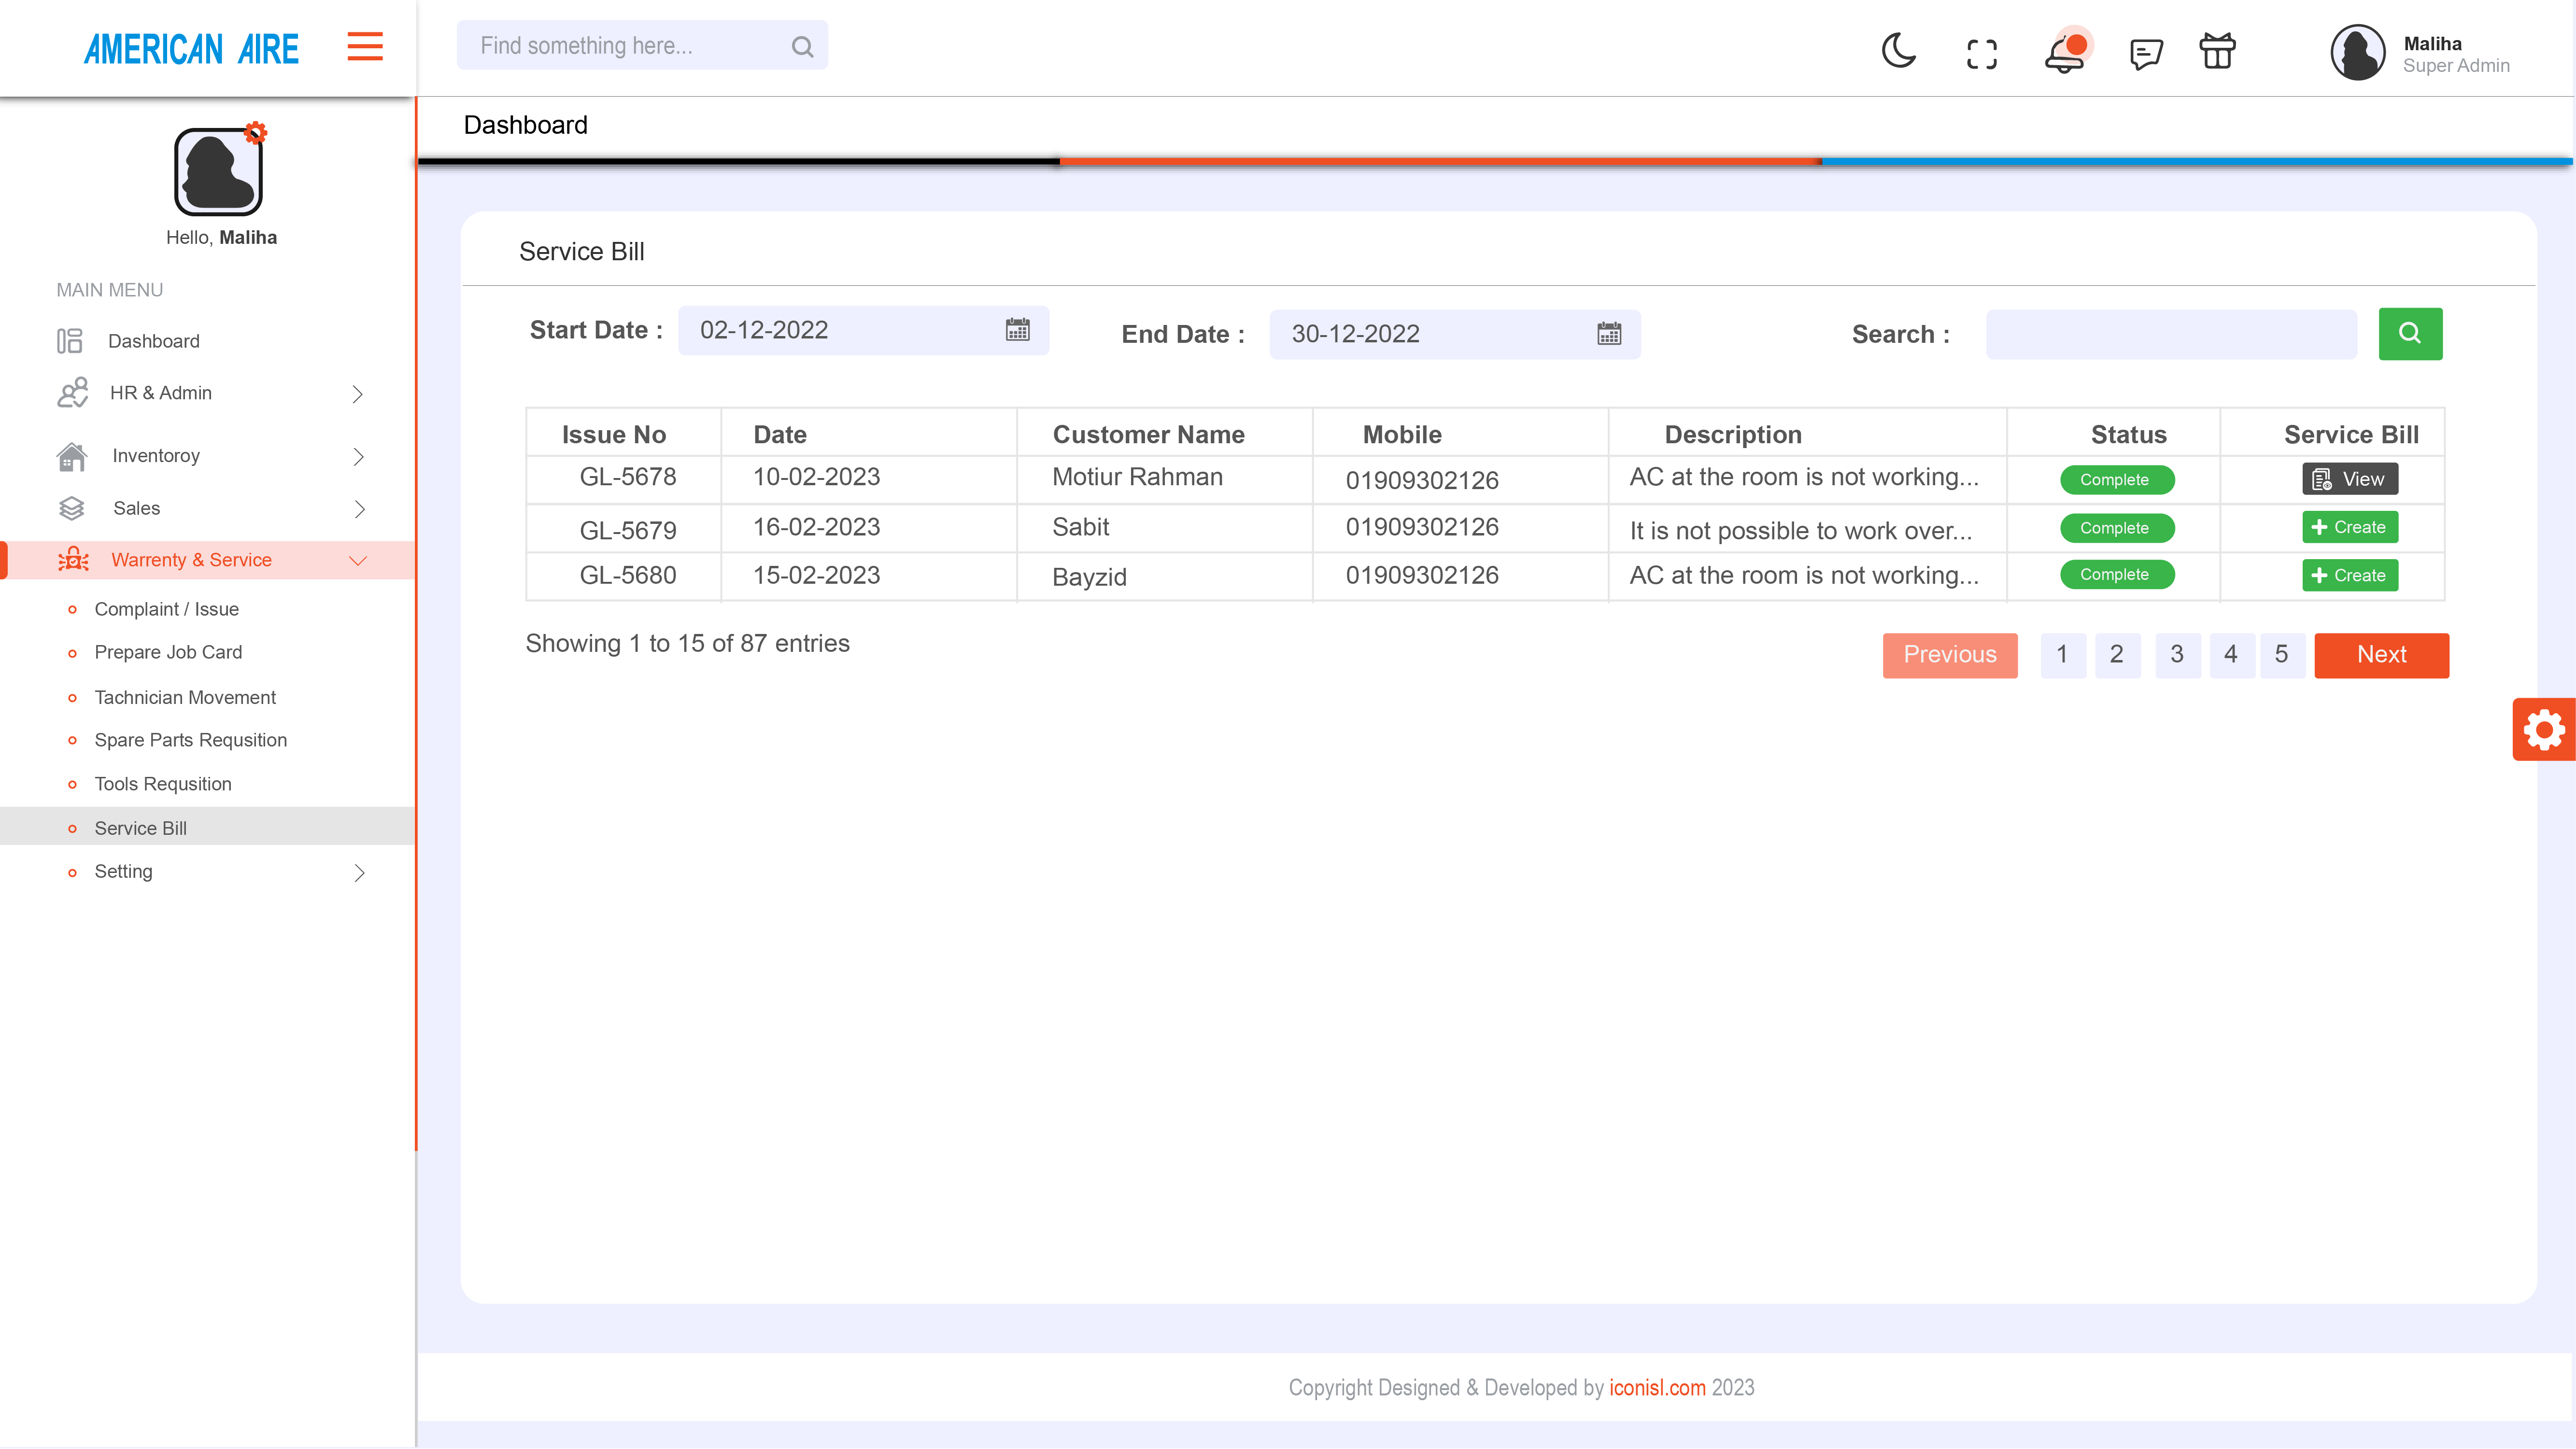 AMERICAN AIRE
Find something here...
Maliha
Super Admin
Dashboard
Hello, Maliha
MAIN MENU
Dashboard
HR & Admin
Inventoroy
Sales
Warrenty & Service
Complaint / Issue
Prepare Job Card
Tachnician Movement
Spare Parts Requsition
Tools Requsition
Service Bill
Setting
Service Bill
Start Date : 02-12-2022 End Date : 30-12-2022 Search :
Issue No Date Customer Name Mobile Description Status Service Bill
GL-5678 10-02-2023 Motiur Rahman 01909302126 AC at the room is not working... Complete View
GL-5679 16-02-2023 Sabit 01909302126 It is not possible to work over... Complete Create
GL-5680 15-02-2023 Bayzid 01909302126 AC at the room is not working... Complete Create
Showing 1 to 15 of 87 entries
Previous 1 2 3 4 5 Next
Copyright Designed & Developed by iconisl.com 2023